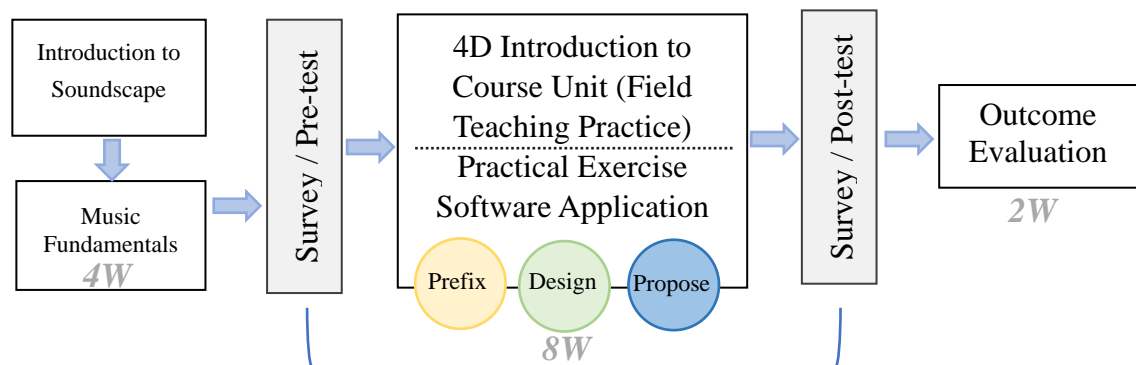 Introduction to
Soundscape
Music
Fundamentals
4W
Survey / Pre-test
4D Introduction to
Course Unit (Field
Teaching Practice)
Practical Exercise
Software Application
Prefix
Design
Propose
8W
Survey / Post-test
Outcome
Evaluation
2W